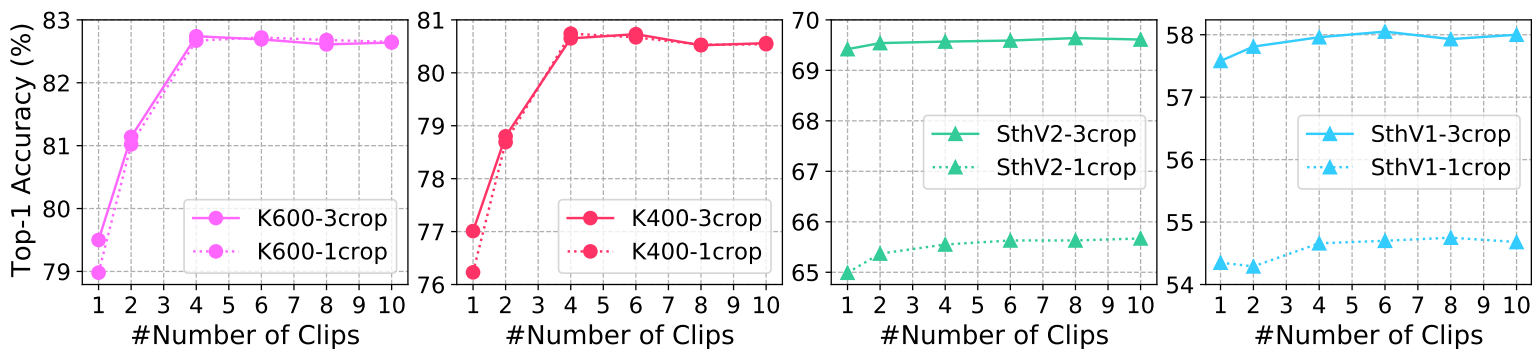 Top-1 Accuracy (%)
83
82
81
80
79
K600-3crop
K600-1crop
1 2 3 4 5 6 7 8 9 10
#Number of Clips
81
80
79
78
77
76
K400-3crop
K400-1crop
1 2 3 4 5 6 7 8 9 10
#Number of Clips
70
69
68
67
66
65
SthV2-3crop
SthV2-1crop
1 2 3 4 5 6 7 8 9 10
#Number of Clips
58
57
56
55
54
SthV1-3crop
SthV1-1crop
1 2 3 4 5 6 7 8 9 10
#Number of Clips